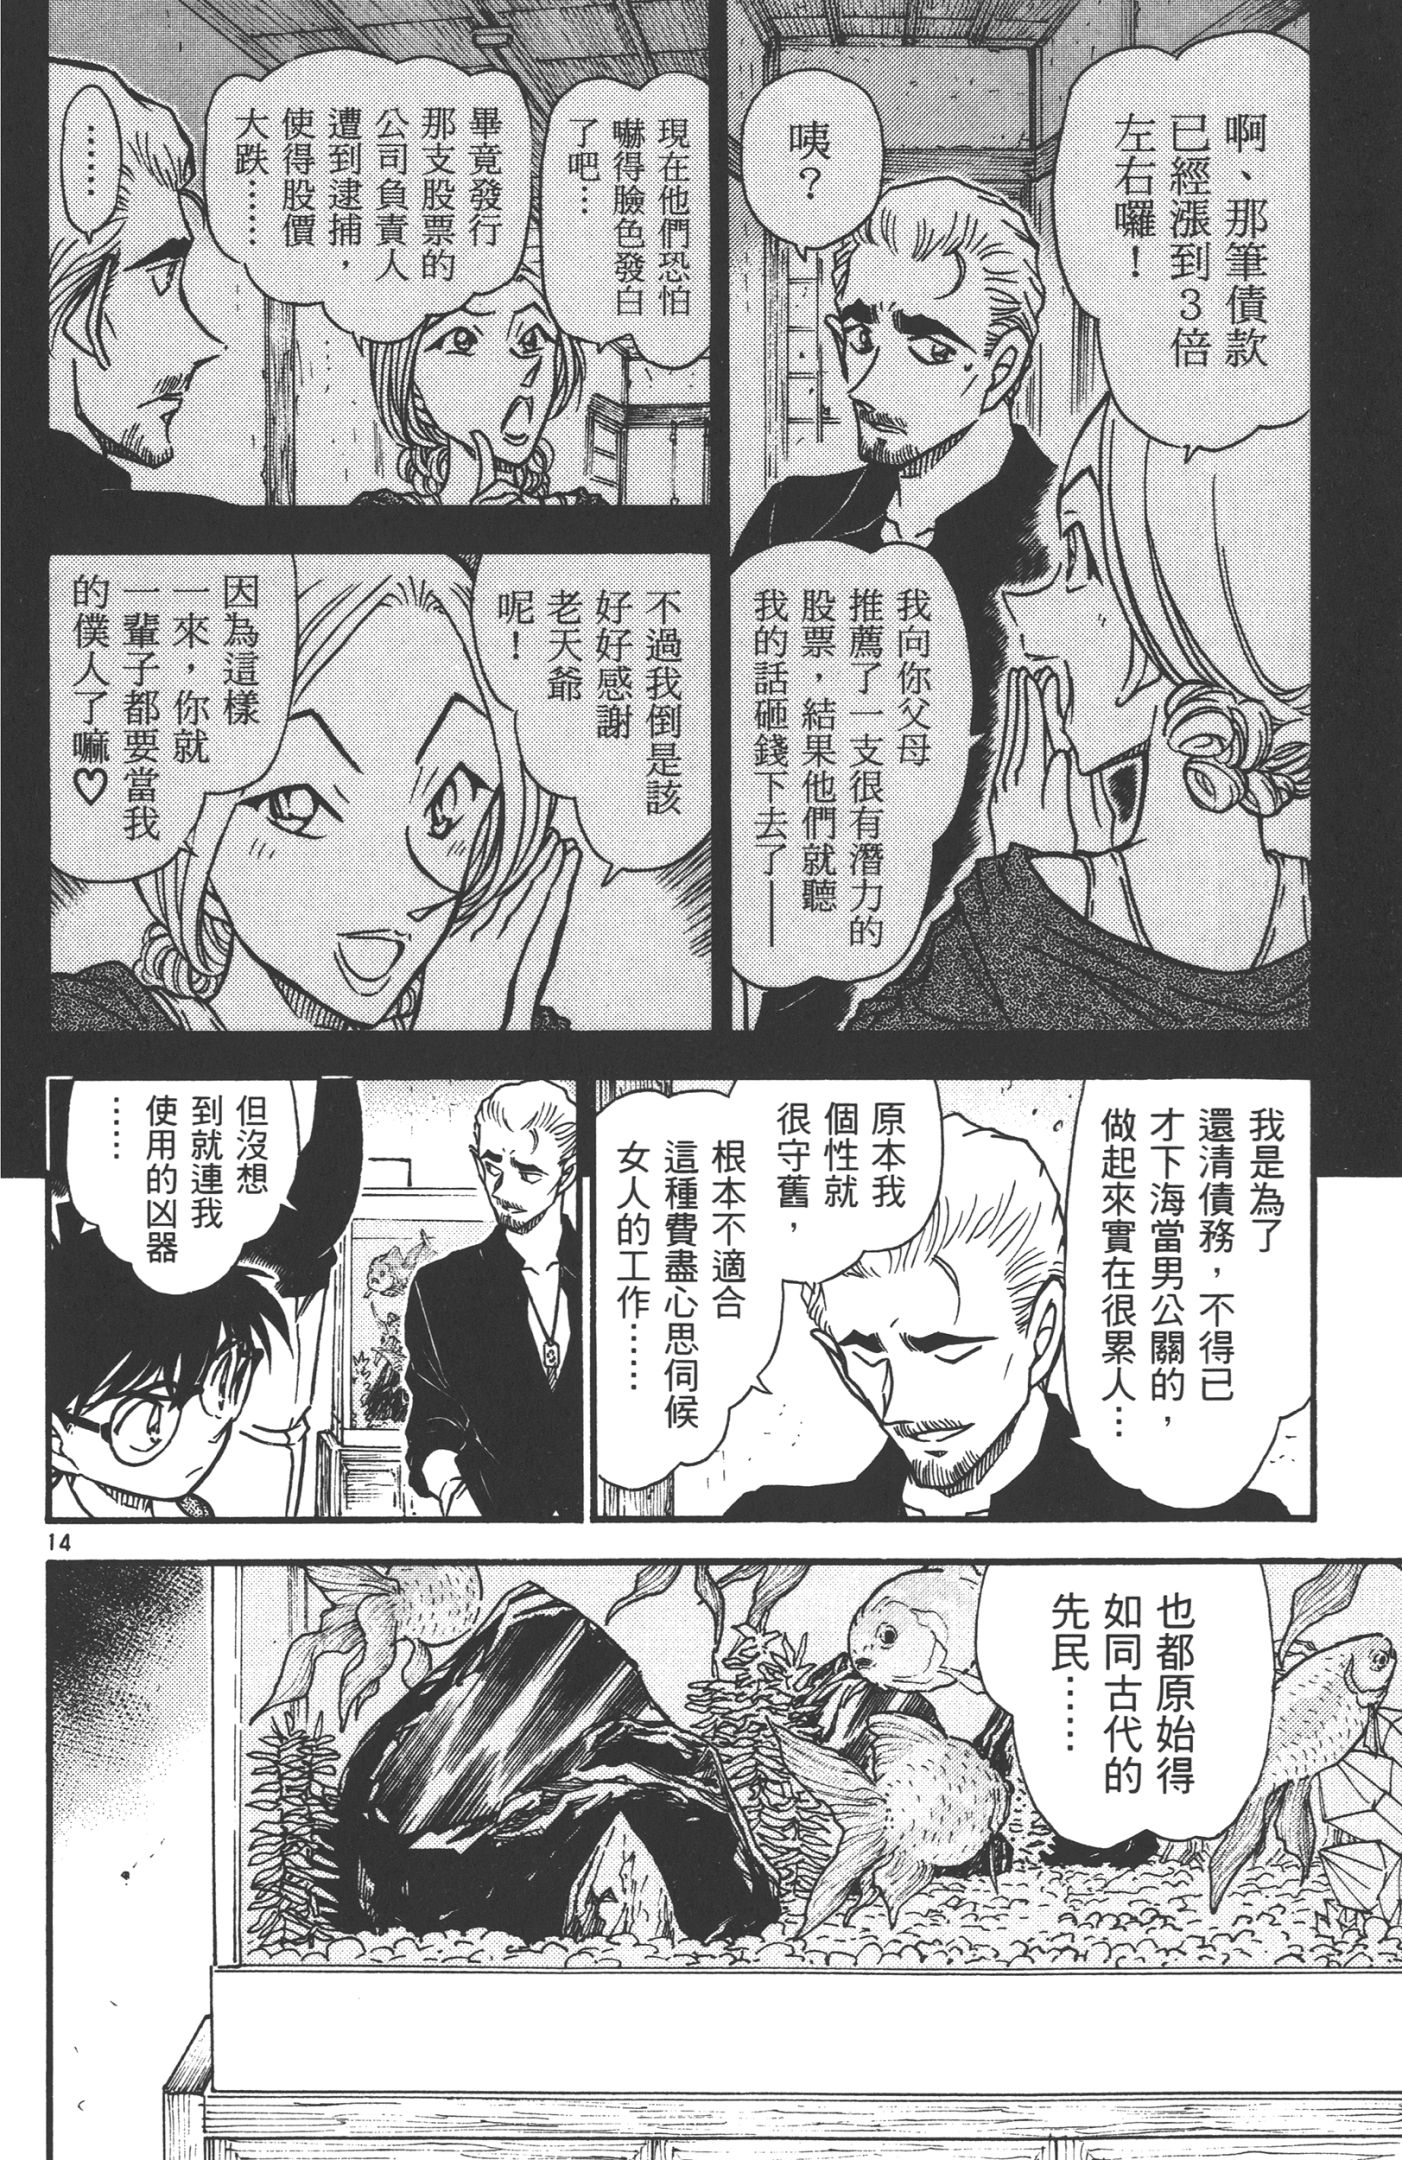 啊、那筆債款
已經漲到3倍
左右囉！
咦？
我向你父母
推薦了一支很有潛力的
股票，結果他們就聽
我的話砸錢下去了——
現在他們恐怕
嚇得臉色發白
了吧…
畢竟發行
那支股票的
公司負責人
遭到逮捕，
使得股價
大跌……
……
不過我倒是該
好好感謝
老天爺
呢！
因為這樣
一來，你就
一輩子都要當我
的僕人了嘛♡
我是為了
還清債務，不得已
才下海當男公關的，
做起來實在很累人…
原本我
個性就
很守舊，
根本不適合
這種費盡心思伺候
女人的工作……
但沒想
到就連我
使用的凶器
……
也都原始得
如同古代的
先民……
14